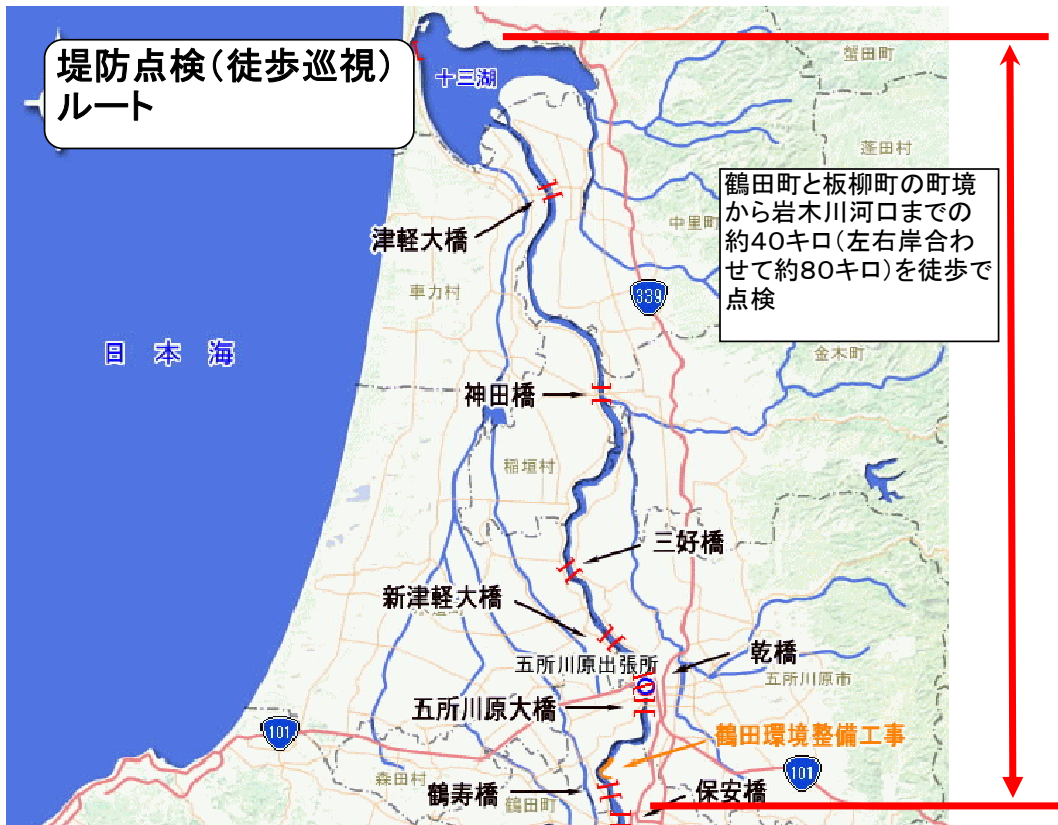 堤防点検(徒歩巡視)
ルート
十三湖
蟹田町
蓬田村
鶴田町と板柳町の町境
から岩木川河口までの
約40キロ(左右岸合わ
せて約80キロ)を徒歩で
点検
中里町
津軽大橋
車力村
339
日本海
金木町
神田橋
稲垣村
三好橋
新津軽大橋
五所川原出張所
乾橋
五所川原市
五所川原大橋
101
鶴田環境整備工事
森田村
101
鶴寿橋
鶴田町
保安橋